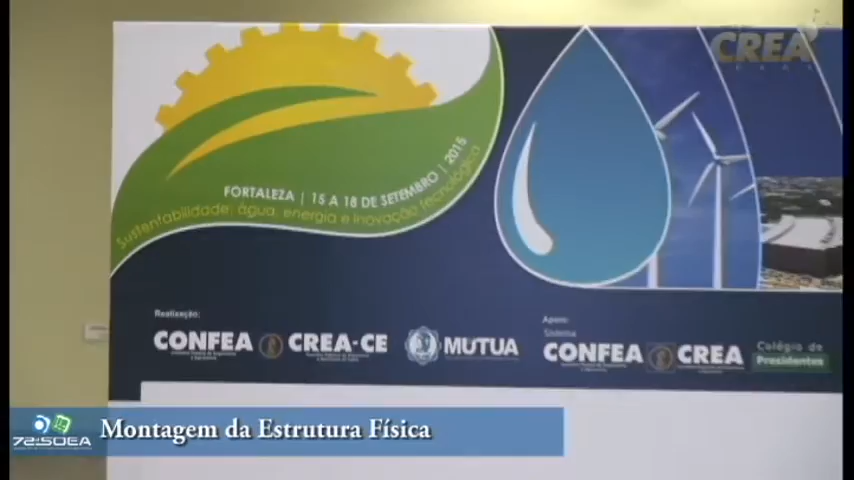 CREA
FORTALEZA | 15 A 18 DE SETEMBRO | 2015
Sustentabilidade: água, energia e inovação tecnológica
Realização:
Apoio:
Sistema
CONFEA CREA-CE MUTUA CONFEA CREA Colégio de
Presidentes
72ªSOEA
Montagem da Estrutura Física